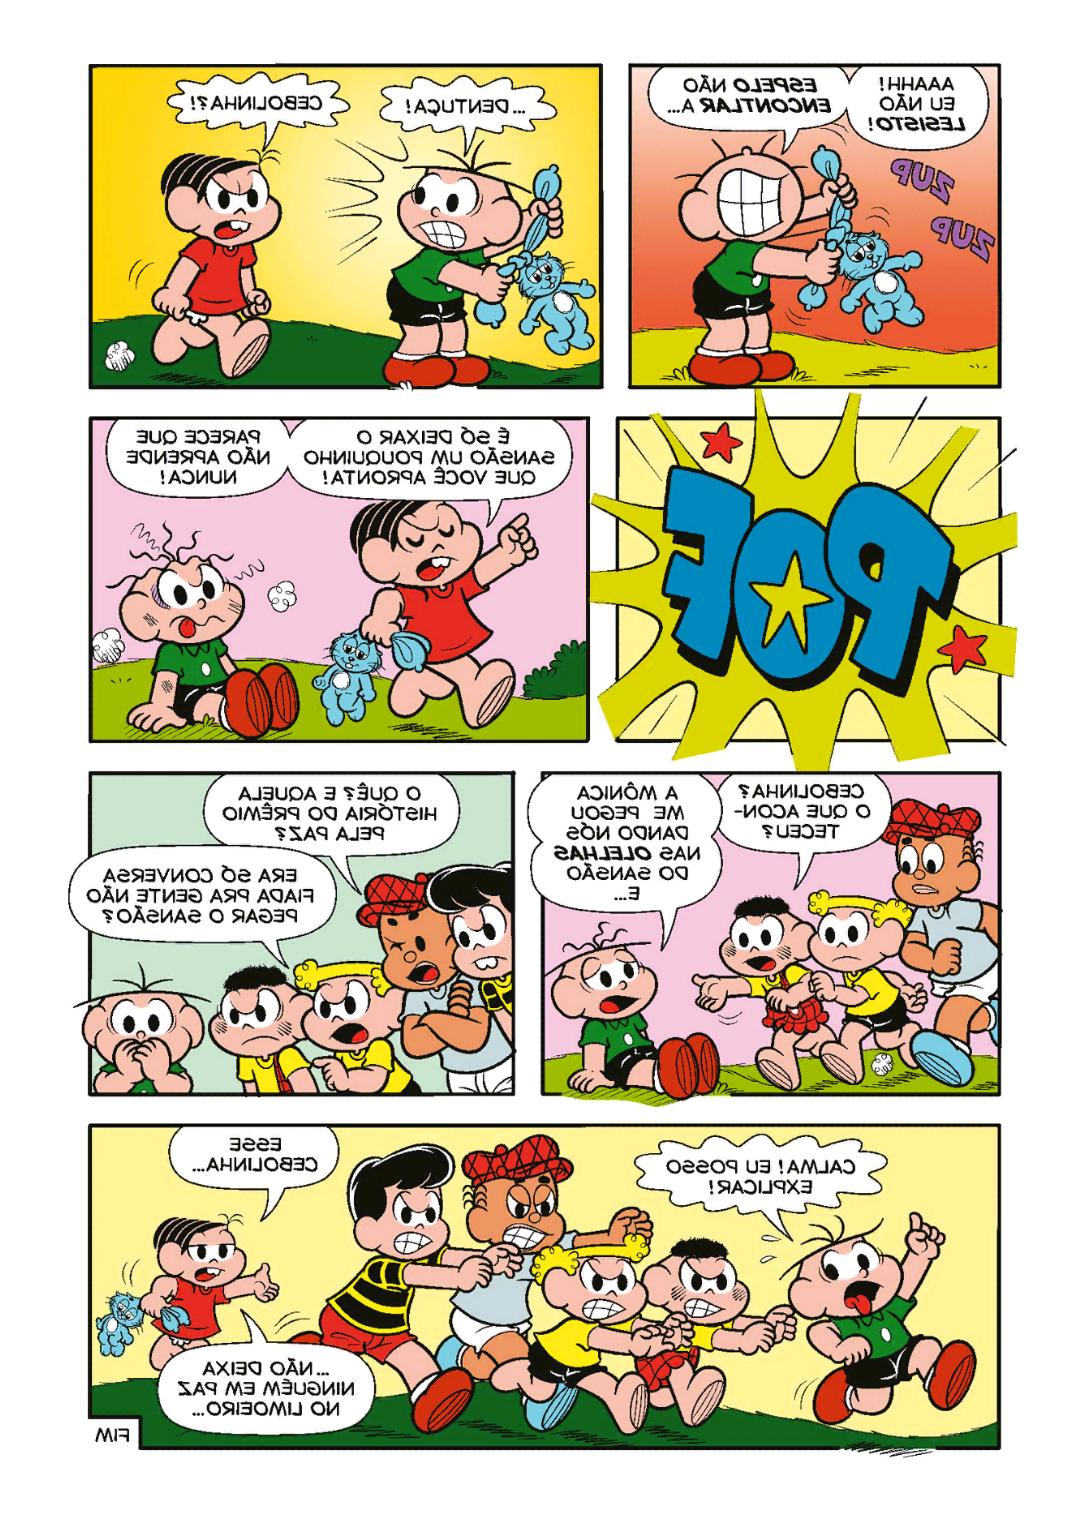 AAAHH!
EU NÃO
LESISTO!
ESPELO NÃO
ENCONTLAR A...
ZUP
ZUP
... DENTUÇA!
CEBOLINHA?!
POF
É SÓ DEIXAR O
SANSÃO UM POUQUINHO
QUE VOCÊ APRONTA!
PARECE QUE
NÃO APRENDE
NUNCA!
CEBOLINHA?
O QUE ACON-
TECEU?
A MÔNICA
ME PEGOU
DANDO NÓS
NAS OLELHAS
DO SANSÃO
E...
O QUÊ? E AQUELA
HISTÓRIA DO PRÊMIO
PELA PAZ?
ERA SÓ CONVERSA
FIADA PRA GENTE NÃO
PEGAR O SANSÃO?
CALMA! EU POSSO
EXPLICAR!
ESSE
CEBOLINHA...
...NÃO DEIXA
NINGUÉM EM PAZ
NO LIMOEIRO...
FIM